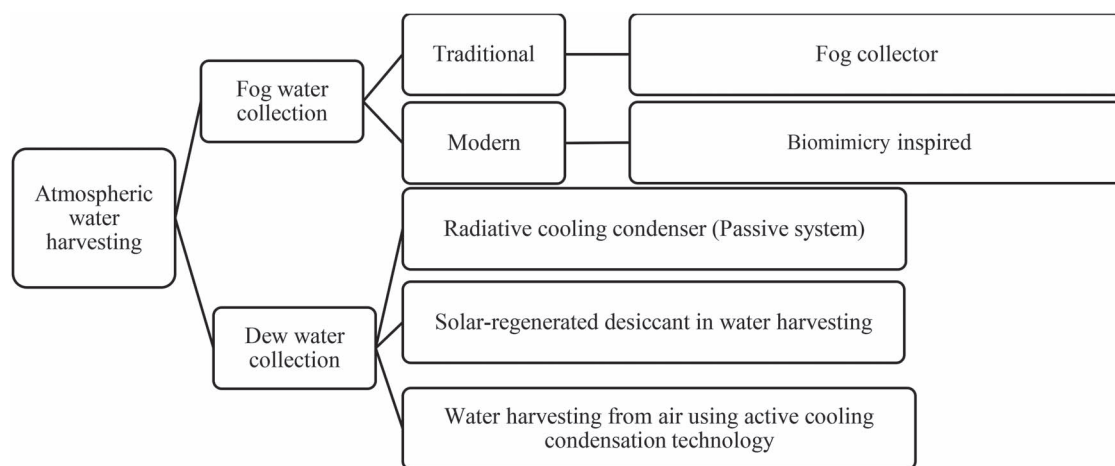 Traditional
Fog collector
Fog water
collection
Modern
Biomimicry inspired
Atmospheric
water
harvesting
Radiative cooling condenser (Passive system)
Solar-regenerated desiccant in water harvesting
Dew water
collection
Water harvesting from air using active cooling
condensation technology